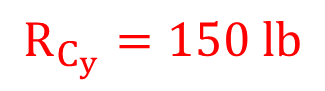 R_{C_y} = 150 lb